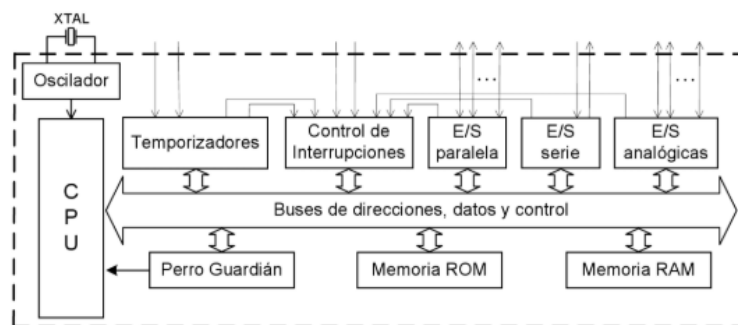 XTAL
Oscilador
CPU
Temporizadores
Control de
Interrupciones
E/S
paralela
E/S
serie
E/S
analógicas
...
...
Buses de direcciones, datos y control
Perro Guardián
Memoria ROM
Memoria RAM